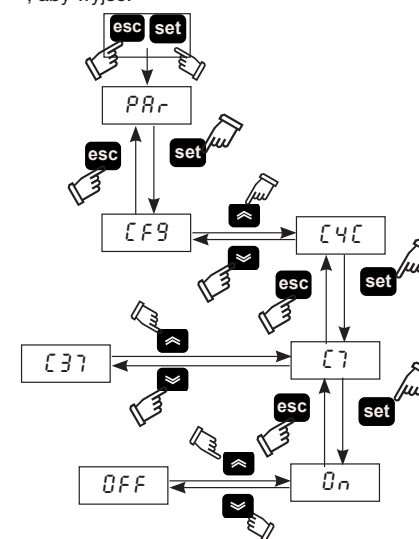 , aby wyjść.
esc set
PAr
esc set
CF9 C4C
esc set
C37 C7
esc set
OFF On